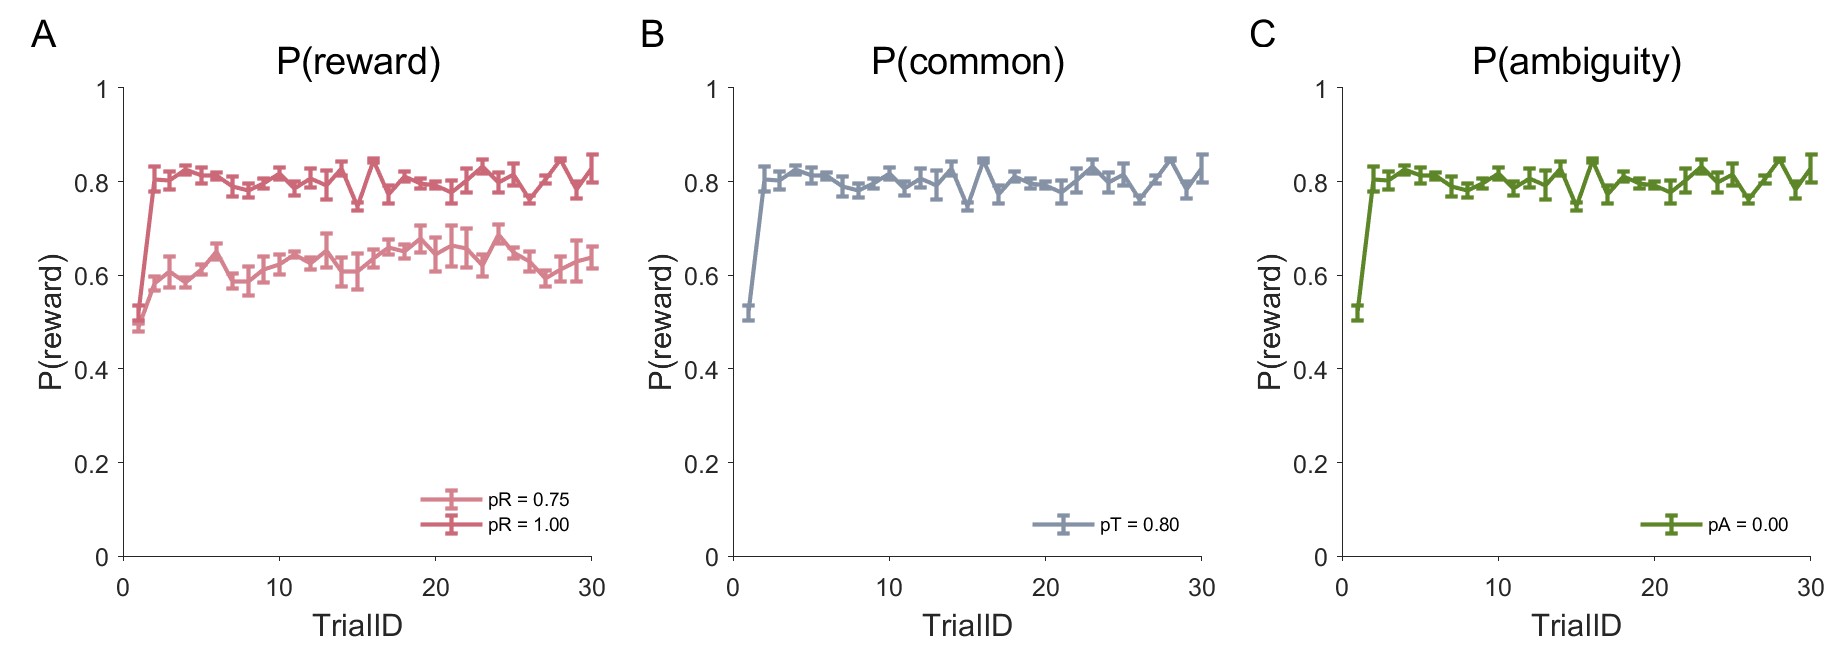 A
P(reward)
P(reward)
1
0.8
0.6
0.4
0.2
0
0 10 20 30
TrialID
pR = 0.75
pR = 1.00
B
P(common)
P(reward)
1
0.8
0.6
0.4
0.2
0
0 10 20 30
TrialID
pT = 0.80
C
P(ambiguity)
P(reward)
1
0.8
0.6
0.4
0.2
0
0 10 20 30
TrialID
pA = 0.00